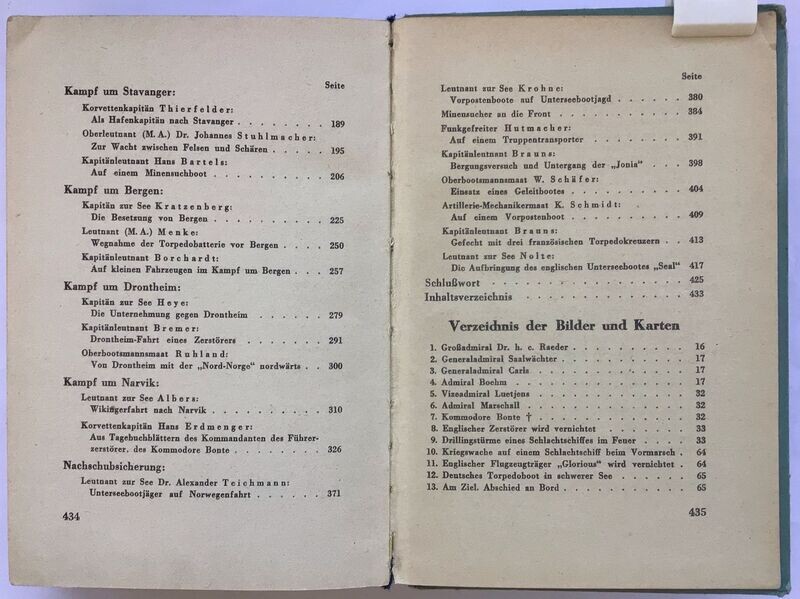 Seite
Kampf um Stavanger:
Korvettenkapitän Thierfelder:
Als Hafenkapitän nach Stavanger . . . . . . . . 189
Oberleutnant (M. A.) Dr. Johannes Stuhlmacher:
Zur Wacht zwischen Felsen und Schären . . . . . 195
Kapitänleutnant Hans Bartels:
Auf einem Minensuchboot . . . . . . . . . . . 206
Kampf um Bergen:
Kapitän zur See Kratzenberg:
Die Besetzung von Bergen . . . . . . . . . . . 225
Leutnant (M. A.) Menke:
Wegnahme der Torpedobatterie vor Bergen . . . . 250
Kapitänleutnant Borchardt:
Auf kleinen Fahrzeugen im Kampf um Bergen . . . 257
Kampf um Drontheim:
Kapitän zur See Heye:
Die Unternehmung gegen Drontheim . . . . . . . 279
Kapitänleutnant Bremer:
Drontheim-Fahrt eines Zerstörers . . . . . . . . 291
Oberbootsmannsmaat Ruhland:
Von Drontheim mit der „Nord-Norge" nordwärts . . 300
Kampf um Narvik:
Leutnant zur See Albers:
Wikingerfahrt nach Narvik . . . . . . . . . . . 310
Korvettenkapitän Hans Erdmenger:
Aus Tagebuchblättern des Kommandanten des Führer-
zerstörer, des Kommodore Bonte . . . . . . . . . 326
Nachschubsicherung:
Leutnant zur See Dr. Alexander Teichmann:
Unterseebootjäger auf Norwegenfahrt . . . . . . 371
434
Seite
Leutnant zur See Krohne:
Vorpostenboote auf Unterseebootjagd . . . . . . 380
Minensucher an die Front . . . . . . . . . . . . 384
Funkgefreiter Hutmacher:
Auf einem Truppentransporter . . . . . . . . . 391
Kapitänleutnant Brauns:
Bergungsversuch und Untergang der „Jonia" . . . 398
Oberbootsmannsmaat W. Schäfer:
Einsatz eines Geleitbootes . . . . . . . . . . . 404
Artillerie-Mechanikermaat K. Schmidt:
Auf einem Vorpostenboot . . . . . . . . . . . 409
Kapitänleutnant Brauns:
Gefecht mit drei französischen Torpedokreuzern . . 413
Leutnant zur See Nolte:
Die Aufbringung des englischen Unterseebootes „Seal" 417
Schlußwort . . . . . . . . . . . . . . . . . 425
Inhaltsverzeichnis . . . . . . . . . . . . . . 433
Verzeichnis der Bilder und Karten
1. Großadmiral Dr. h. c. Raeder . . . . . . . . . . 16
2. Generaladmiral Saalwächter . . . . . . . . . . . 17
3. Generaladmiral Carls . . . . . . . . . . . . . 17
4. Admiral Boehm . . . . . . . . . . . . . . . 17
5. Vizeadmiral Luetjens . . . . . . . . . . . . . 32
6. Admiral Marschall . . . . . . . . . . . . . . 32
7. Kommodore Bonte † . . . . . . . . . . . . . . 32
8. Englischer Zerstörer wird vernichtet . . . . . . . . 33
9. Drillingstürme eines Schlachtschiffes im Feuer . . . . 33
10. Kriegswache auf einem Schlachtschiff beim Vormarsch . 64
11. Englischer Flugzeugträger „Glorious" wird vernichtet . . 64
12. Deutsches Torpedoboot in schwerer See . . . . . . . 65
13. Am Ziel. Abschied an Bord . . . . . . . . . . . 65
435